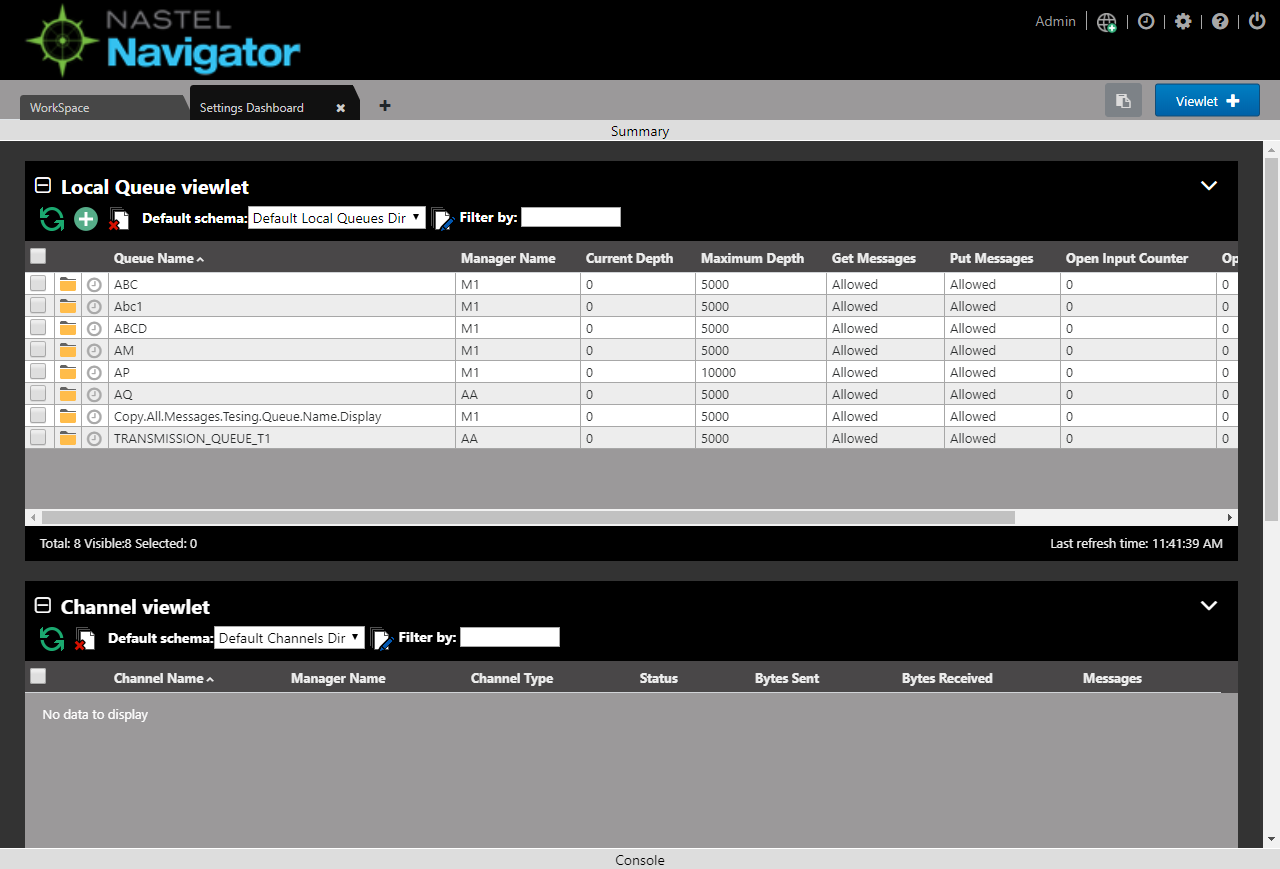 NASTEL
Navigator
Admin
WorkSpace
Settings Dashboard
Viewlet
Summary
Local Queue viewlet
Default schema: Default Local Queues Dir Filter by:
Queue Name Manager Name Current Depth Maximum Depth Get Messages Put Messages Open Input Counter Op
ABC M1 0 5000 Allowed Allowed 0 0
Abc1 M1 0 5000 Allowed Allowed 0 0
ABCD M1 0 5000 Allowed Allowed 0 0
AM M1 0 5000 Allowed Allowed 0 0
AP M1 0 10000 Allowed Allowed 0 0
AQ AA 0 5000 Allowed Allowed 0 0
Copy.All.Messages.Tesing.Queue.Name.Display M1 0 5000 Allowed Allowed 0 0
TRANSMISSION_QUEUE_T1 AA 0 5000 Allowed Allowed 0 0
Total: 8 Visible:8 Selected: 0 Last refresh time: 11:41:39 AM
Channel viewlet
Default schema: Default Channels Dir Filter by:
Channel Name Manager Name Channel Type Status Bytes Sent Bytes Received Messages
No data to display
Console